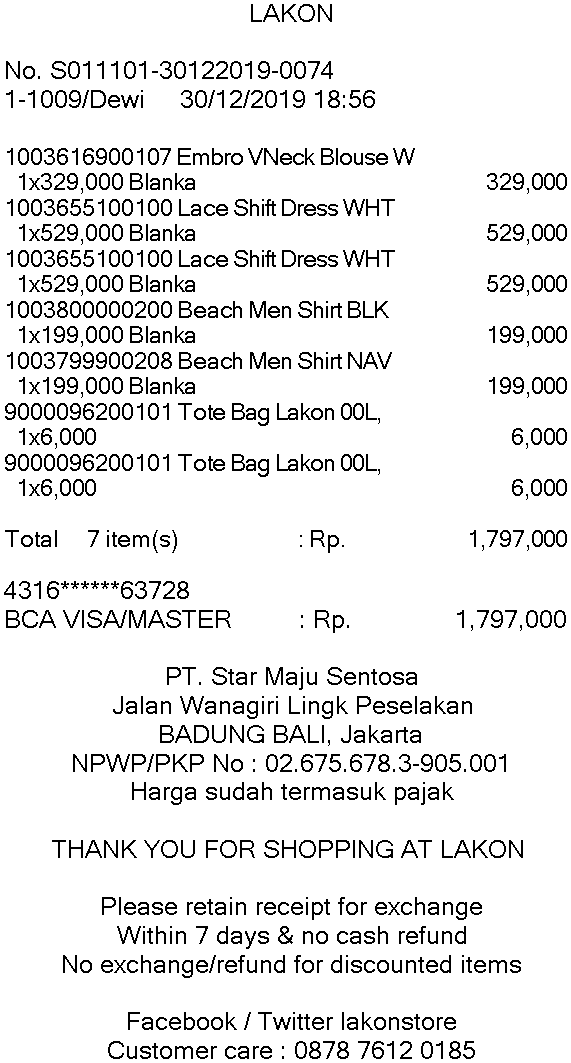 LAKON
No. S011101-30122019-0074
1-1009/Dewi 30/12/2019 18:56
1003616900107 Embro VNeck Blouse W
1x329,000 Blanka 329,000
1003655100100 Lace Shift Dress WHT
1x529,000 Blanka 529,000
1003655100100 Lace Shift Dress WHT
1x529,000 Blanka 529,000
1003800000200 Beach Men Shirt BLK
1x199,000 Blanka 199,000
1003799900208 Beach Men Shirt NAV
1x199,000 Blanka 199,000
9000096200101 Tote Bag Lakon 00L,
1x6,000 6,000
9000096200101 Tote Bag Lakon 00L,
1x6,000 6,000
Total 7 item(s) : Rp. 1,797,000
4316******63728
BCA VISA/MASTER : Rp. 1,797,000
PT. Star Maju Sentosa
Jalan Wanagiri Lingk Peselakan
BADUNG BALI, Jakarta
NPWP/PKP No : 02.675.678.3-905.001
Harga sudah termasuk pajak
THANK YOU FOR SHOPPING AT LAKON
Please retain receipt for exchange
Within 7 days & no cash refund
No exchange/refund for discounted items
Facebook / Twitter lakonstore
Customer care : 0878 7612 0185